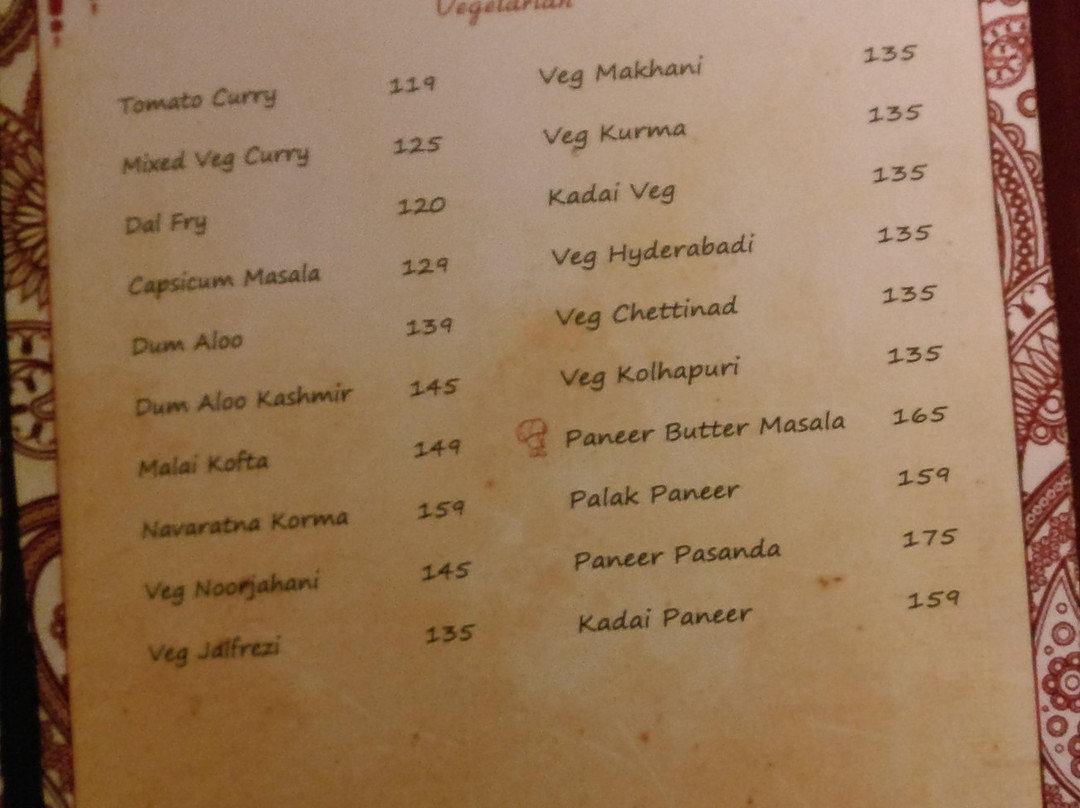 Vegetarian
Tomato Curry 119
Mixed Veg Curry 125
Dal Fry 120
Capsicum Masala 129
Dum Aloo 139
Dum Aloo Kashmir 145
Malai Kofta 149
Navaratna Korma 159
Veg Noorjahani 145
Veg Jalfrezi 135
Veg Makhani 135
Veg Kurma 135
Kadai Veg 135
Veg Hyderabadi 135
Veg Chettinad 135
Veg Kolhapuri 135
Paneer Butter Masala 165
Palak Paneer 159
Paneer Pasanda 175
Kadai Paneer 159